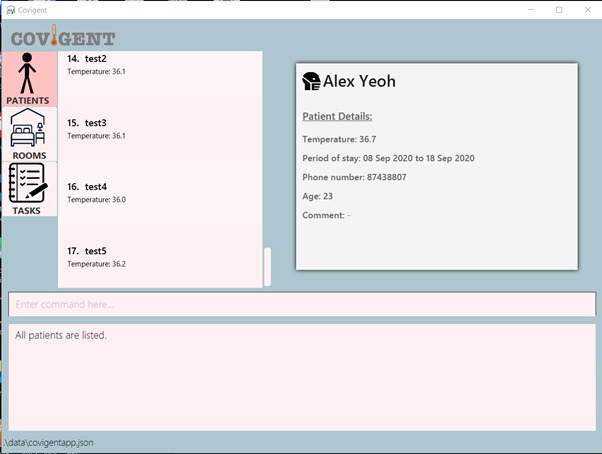 Covigent
COVIGENT
PATIENTS
ROOMS
TASKS
14. test2
Temperature: 36.1
15. test3
Temperature: 36.1
16. test4
Temperature: 36.0
17. test5
Temperature: 36.2
Alex Yeoh
Patient Details:
Temperature: 36.7
Period of stay: 08 Sep 2020 to 18 Sep 2020
Phone number: 87438807
Age: 23
Comment: -
Enter command here...
All patients are listed.
.\data\covigentapp.json